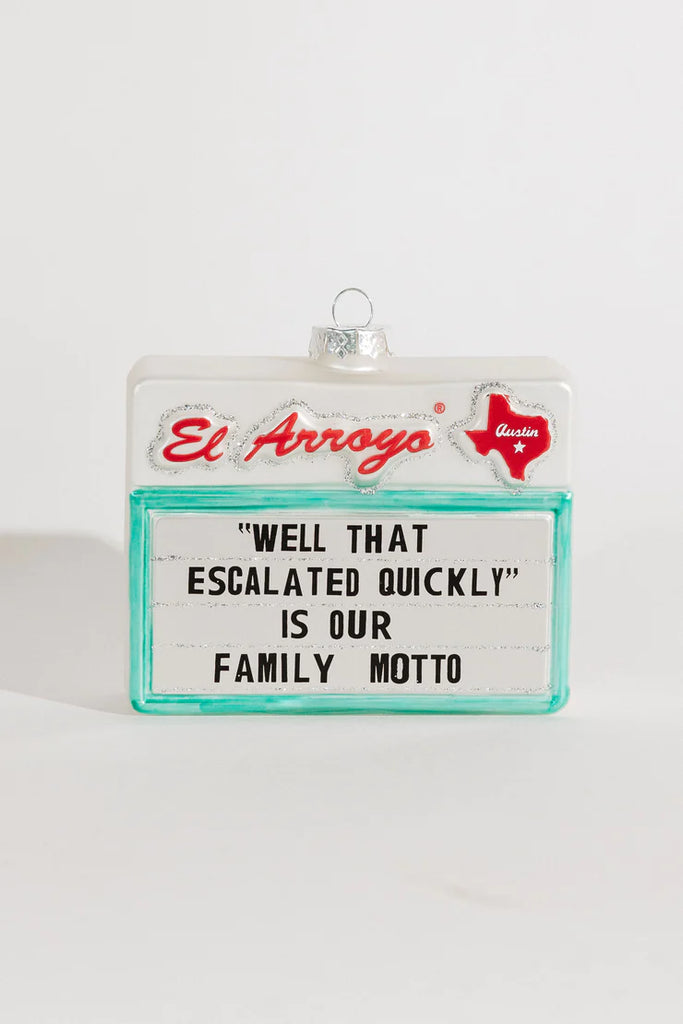 El Arroyo®
Austin
"WELL THAT
ESCALATED QUICKLY"
IS OUR
FAMILY MOTTO